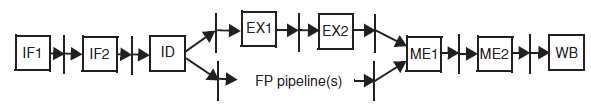 IF1 IF2 ID EX1 EX2 ME1 ME2 WB
FP pipeline(s)